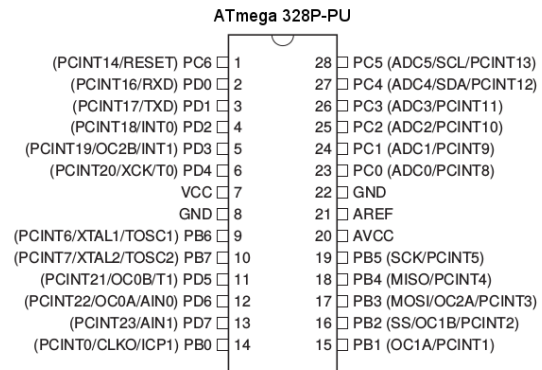 ATmega 328P-PU
(PCINT14/RESET) PC6 1 28 PC5 (ADC5/SCL/PCINT13)
(PCINT16/RXD) PD0 2 27 PC4 (ADC4/SDA/PCINT12)
(PCINT17/TXD) PD1 3 26 PC3 (ADC3/PCINT11)
(PCINT18/INT0) PD2 4 25 PC2 (ADC2/PCINT10)
(PCINT19/OC2B/INT1) PD3 5 24 PC1 (ADC1/PCINT9)
(PCINT20/XCK/T0) PD4 6 23 PC0 (ADC0/PCINT8)
VCC 7 22 GND
GND 8 21 AREF
(PCINT6/XTAL1/TOSC1) PB6 9 20 AVCC
(PCINT7/XTAL2/TOSC2) PB7 10 19 PB5 (SCK/PCINT5)
(PCINT21/OC0B/T1) PD5 11 18 PB4 (MISO/PCINT4)
(PCINT22/OC0A/AIN0) PD6 12 17 PB3 (MOSI/OC2A/PCINT3)
(PCINT23/AIN1) PD7 13 16 PB2 (SS/OC1B/PCINT2)
(PCINT0/CLKO/ICP1) PB0 14 15 PB1 (OC1A/PCINT1)